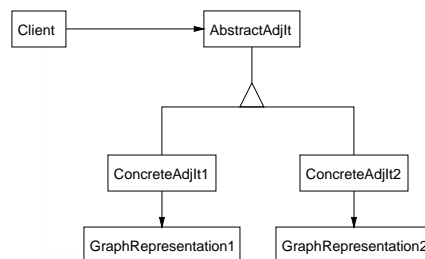 Client
AbstractAdjIt
ConcreteAdjIt1
ConcreteAdjIt2
GraphRepresentation1
GraphRepresentation2